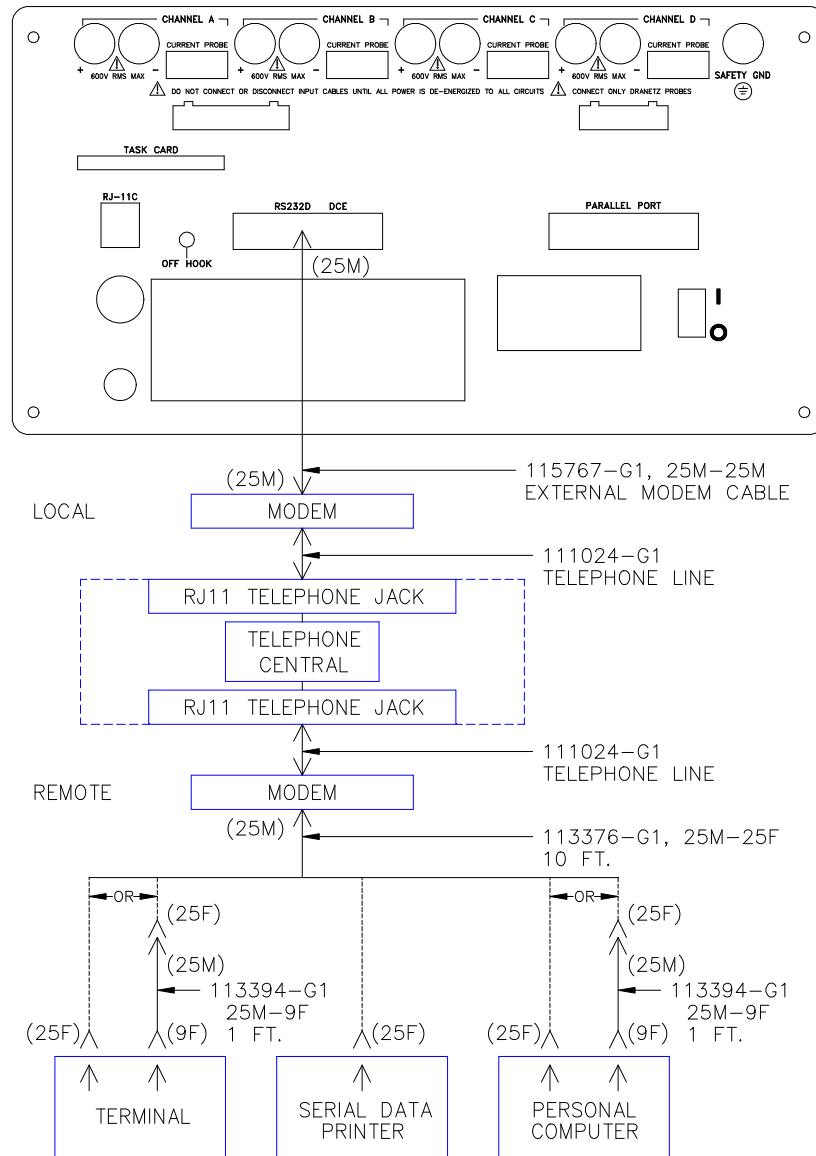 CHANNEL A
CHANNEL B
CHANNEL C
CHANNEL D
CURRENT PROBE
CURRENT PROBE
CURRENT PROBE
CURRENT PROBE
+ 600V RMS MAX -
+ 600V RMS MAX -
+ 600V RMS MAX -
+ 600V RMS MAX -
SAFETY GND
DO NOT CONNECT OR DISCONNECT INPUT CABLES UNTIL ALL POWER IS DE-ENERGIZED TO ALL CIRCUITS
CONNECT ONLY DRANETZ PROBES
TASK CARD
RJ-11C
RS232D DCE
PARALLEL PORT
OFF HOOK
(25M)
I
O
(25M)
115767-G1, 25M-25M
EXTERNAL MODEM CABLE
LOCAL
MODEM
111024-G1
TELEPHONE LINE
RJ11 TELEPHONE JACK
TELEPHONE
CENTRAL
RJ11 TELEPHONE JACK
111024-G1
TELEPHONE LINE
REMOTE
MODEM
(25M)
113376-G1, 25M-25F
10 FT.
OR
OR
(25F)
(25F)
(25M)
(25M)
113394-G1
25M-9F
1 FT.
113394-G1
25M-9F
1 FT.
(25F)
(9F)
(25F)
(25F)
(9F)
TERMINAL
SERIAL DATA
PRINTER
PERSONAL
COMPUTER